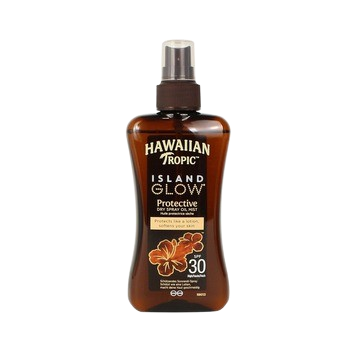 HAWAIIAN
TROPIC
ISLAND
GLOW
Protective
DRY SPRAY OIL MIST
Huile protectrice sèche
Protects like a lotion,
softens your skin
SPF
30